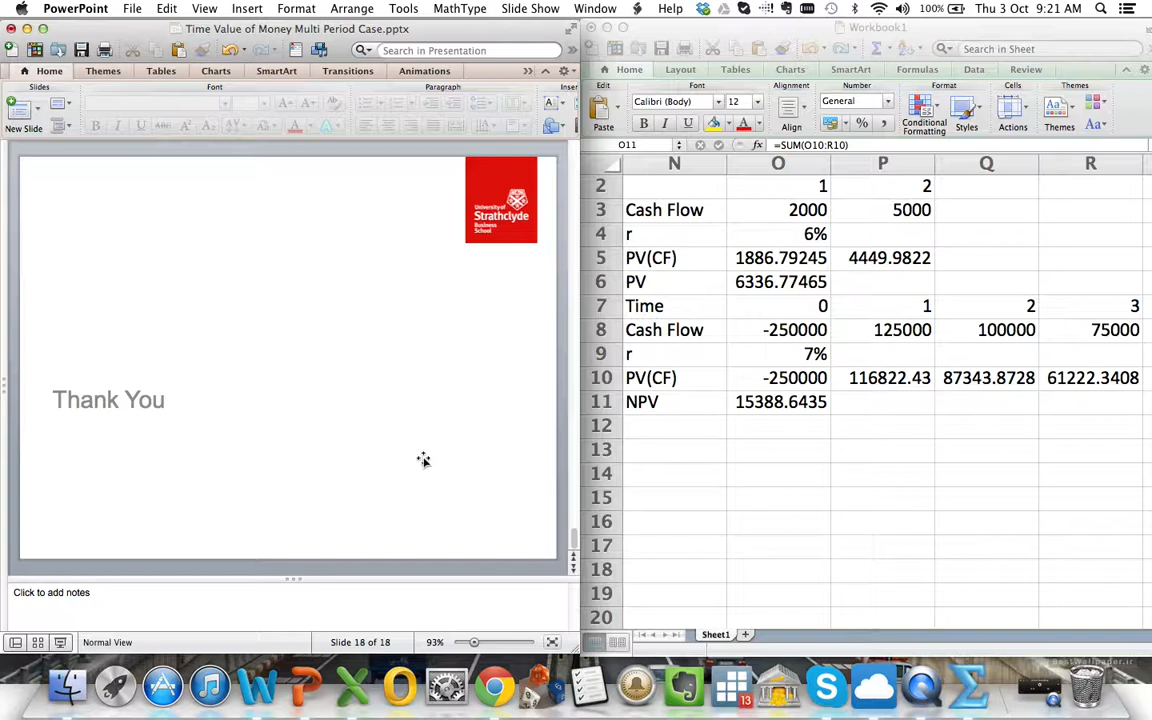 PowerPoint File Edit View Insert Format Arrange Tools MathType Slide Show Window Help 100% Thu 3 Oct 9:21 AM
Time Value of Money Multi Period Case.pptx
Search in Presentation
Home Themes Tables Charts SmartArt Transitions Animations
Slides Font Paragraph Inser
New Slide
University of
Strathclyde
Business
School
Thank You
Click to add notes
Normal View Slide 18 of 18 93%
Workbook1
Search in Sheet
Home Layout Tables Charts SmartArt Formulas Data Review
Edit Font Alignment Number Format Cells Themes
Calibri (Body) 12 General
Paste B I U Align % Conditional Formatting Styles Actions Themes Aa
O11 fx =SUM(O10:R10)
N O P Q R
2 1 2
3 Cash Flow 2000 5000
4 r 6%
5 PV(CF) 1886.79245 4449.9822
6 PV 6336.77465
7 Time 0 1 2 3
8 Cash Flow -250000 125000 100000 75000
9 r 7%
10 PV(CF) -250000 116822.43 87343.8728 61222.3408
11 NPV 15388.6435
12
13
14
15
16
17
18
19
20
Sheet1
BestWallpaper.ir
13